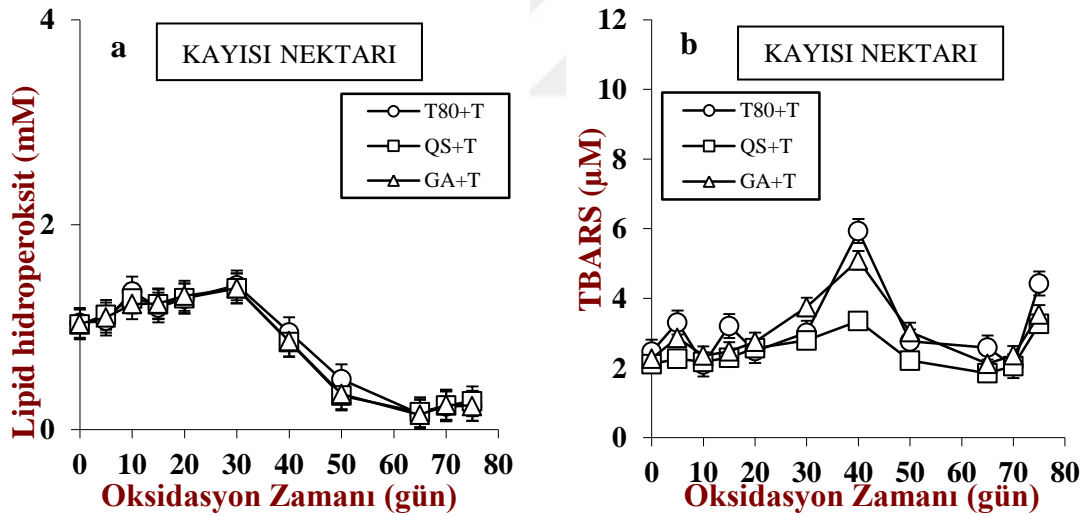 a
KAYISI NEKTARI
T80+T
QS+T
GA+T
Lipid hidroperoksit (mM)
4
2
0
0 10 20 30 40 50 60 70 80
Oksidasyon Zamanı (gün)
b
KAYISI NEKTARI
T80+T
QS+T
GA+T
TBARS (µM)
12
10
8
6
4
2
0
0 10 20 30 40 50 60 70 80
Oksidasyon Zamanı (gün)